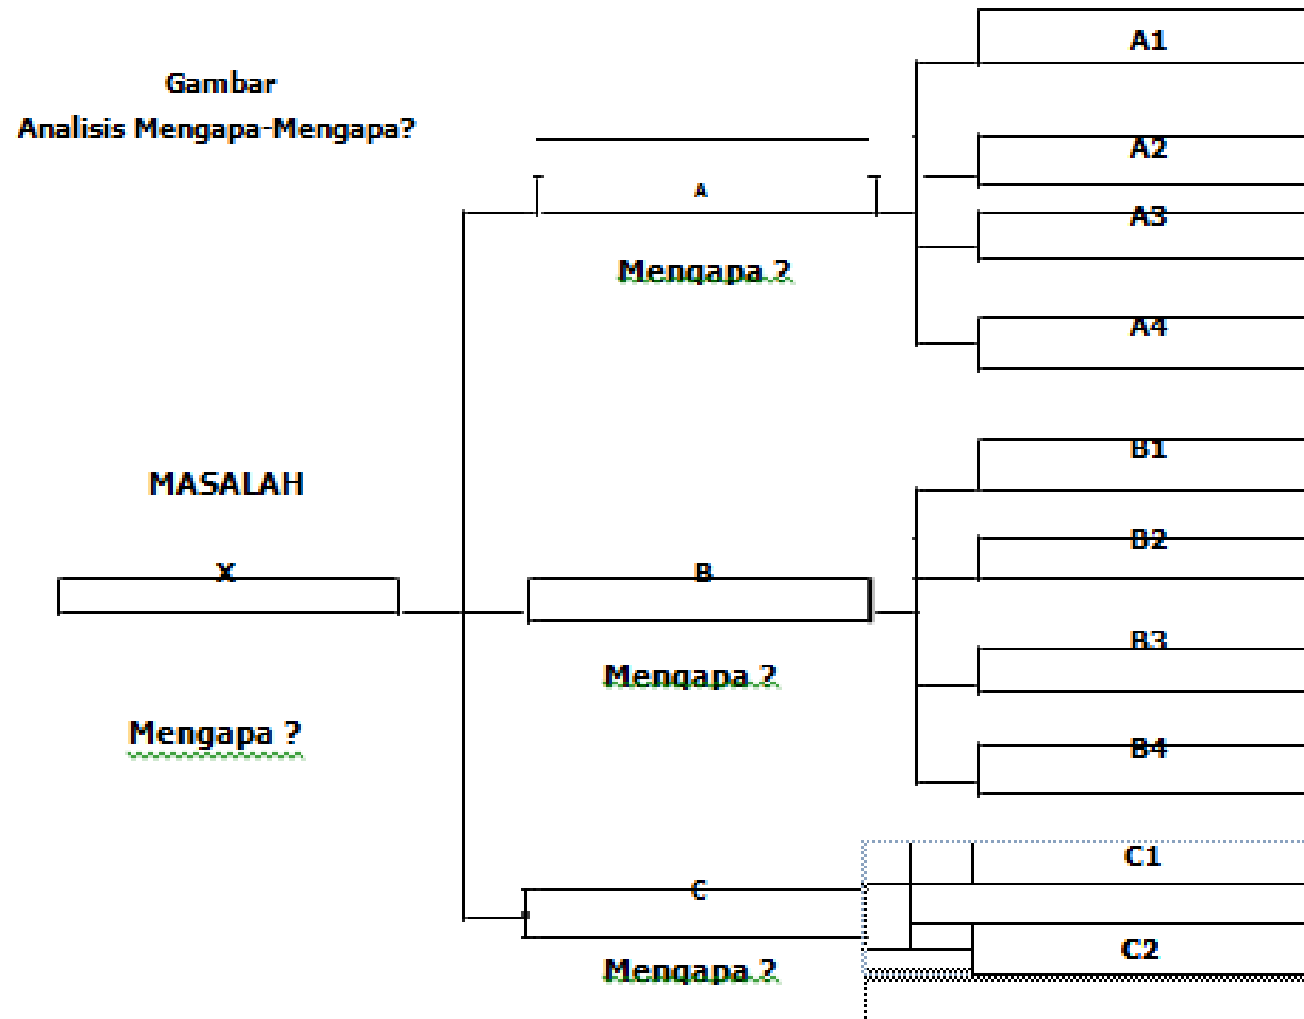 Gambar
Analisis Mengapa-Mengapa?
A1
A2
A
A3
Mengapa ?
A4
MASALAH
B1
B2
X
B
B3
Mengapa ?
Mengapa ?
B4
C1
C
C2
Mengapa ?